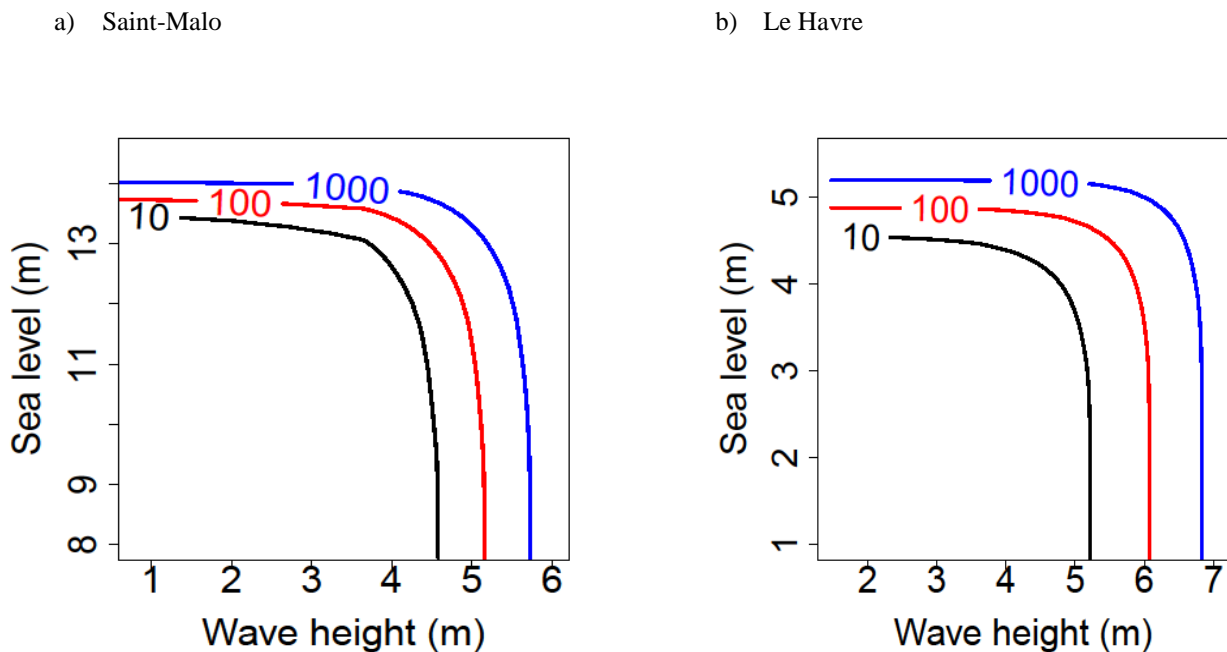 a) Saint-Malo
1000
100
10
13
11
9
8
Sea level (m)
1 2 3 4 5 6
Wave height (m)
b) Le Havre
1000
100
10
5
4
3
2
1
Sea level (m)
2 3 4 5 6 7
Wave height (m)